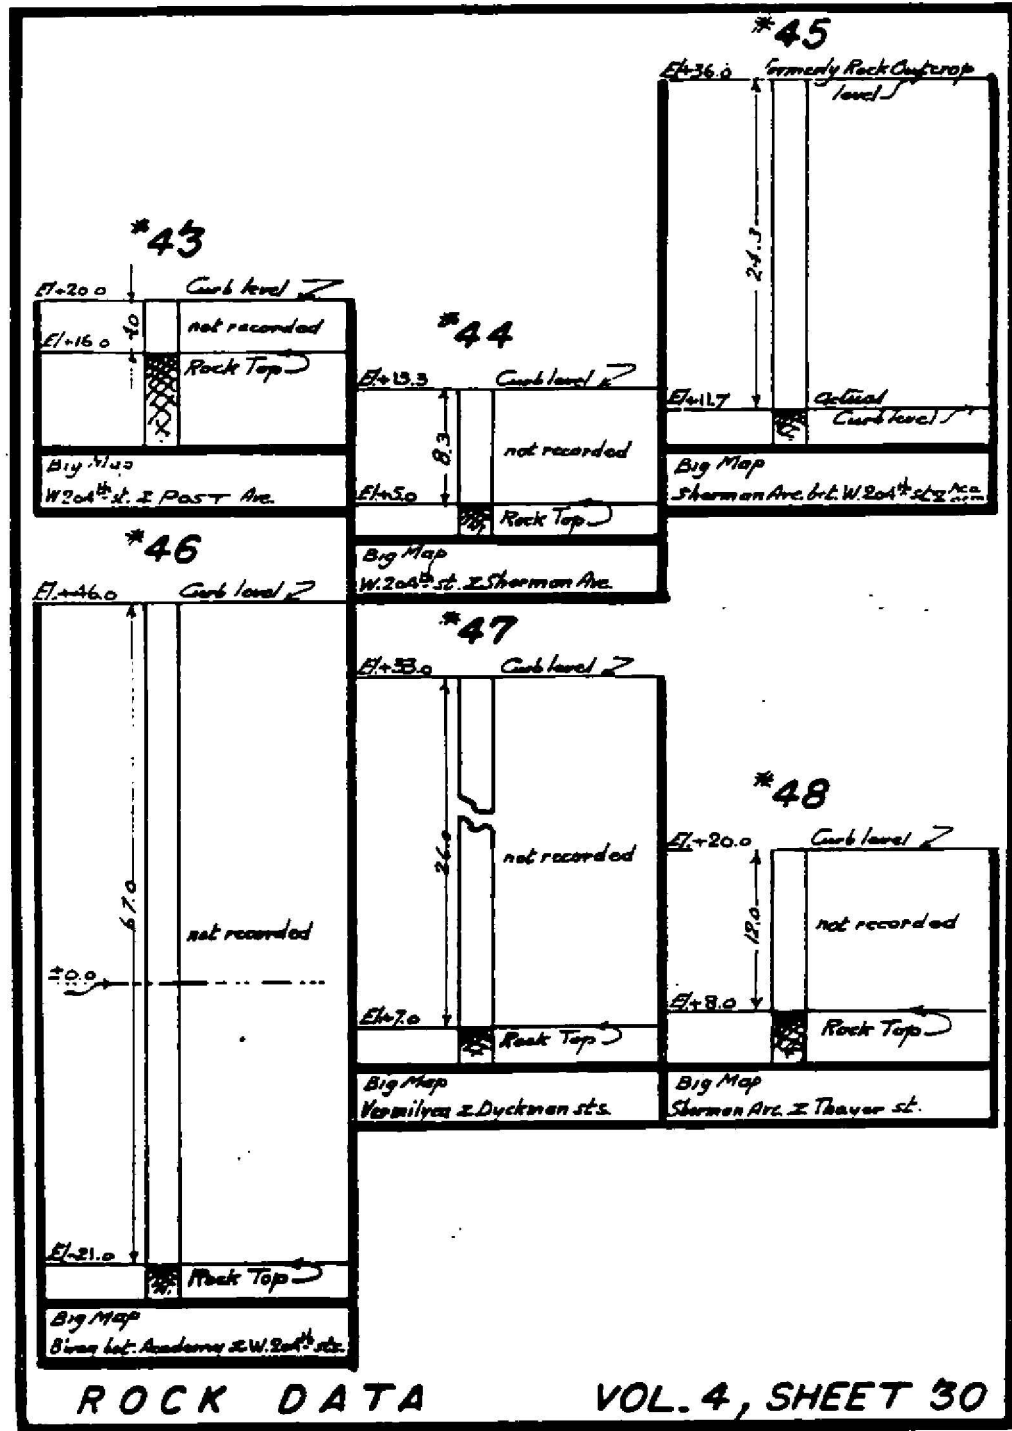 *43
El+20.0 Curb level
4.0 not recorded
El+16.0
Rock Top
Big Map
W.204th st. & POST Ave.
*44
El+13.3 Curb level
8.3 not recorded
El+5.0
Rock Top
Big Map
W.204th st. & Sherman Ave.
*45
El+36.0 formerly Rock Outcrop
level
24.3
El+11.7 actual
Curb level
Big Map
Sherman Ave. bet. W.204th st &
*46
El.+46.0 Curb level
67.0
not recorded
±0.0
El-21.0
Rock Top
Big Map
bet. Academy & W.204th sts.
*47
El.+33.0 Curb level
26.0
not recorded
El+7.0
Rock Top
Big Map
Vermilyea & Dyckman sts.
*48
El.+20.0 Curb level
12.0 not recorded
El+8.0
Rock Top
Big Map
Sherman Ave. & Thayer st.
ROCK DATA VOL. 4, SHEET 30